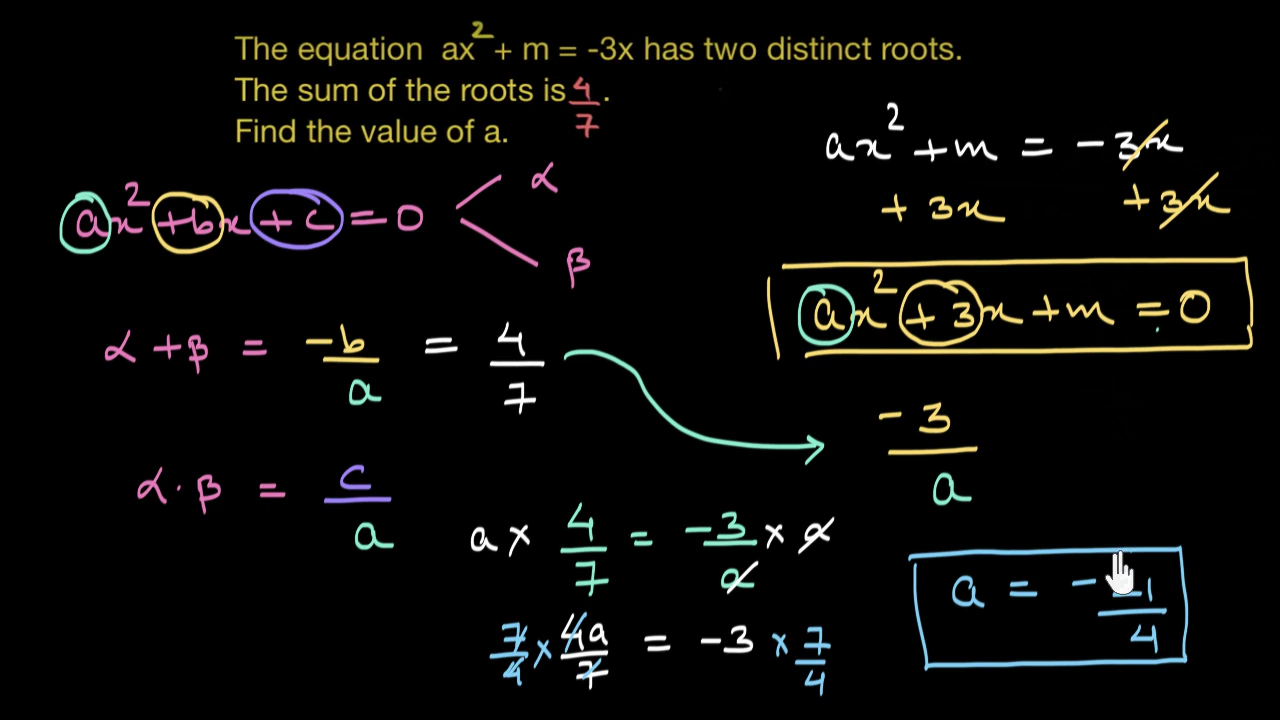 The equation ax² + m = -3x has two distinct roots.
The sum of the roots is 4/7.
Find the value of a.
ax² + bx + c = 0
α
β
α + β = -b/a = 4/7
α · β = c/a
ax² + m = -3x
+ 3x + 3x
ax² + 3x + m = 0
-3/a
a × 4/7 = -3/a × a
7/4 × 4a/7 = -3 × 7/4
a = - /4